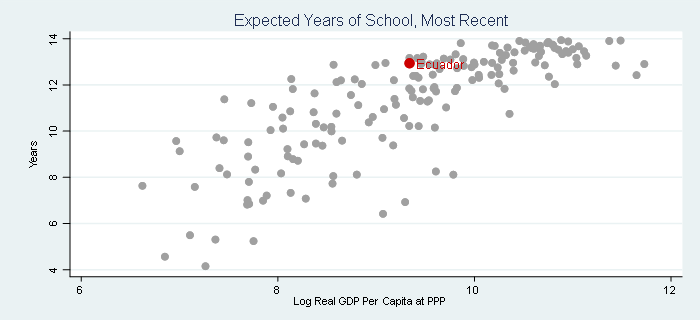 Expected Years of School, Most Recent
14
12
10
8
6
4
Years
Ecuador
6
8
10
12
Log Real GDP Per Capita at PPP